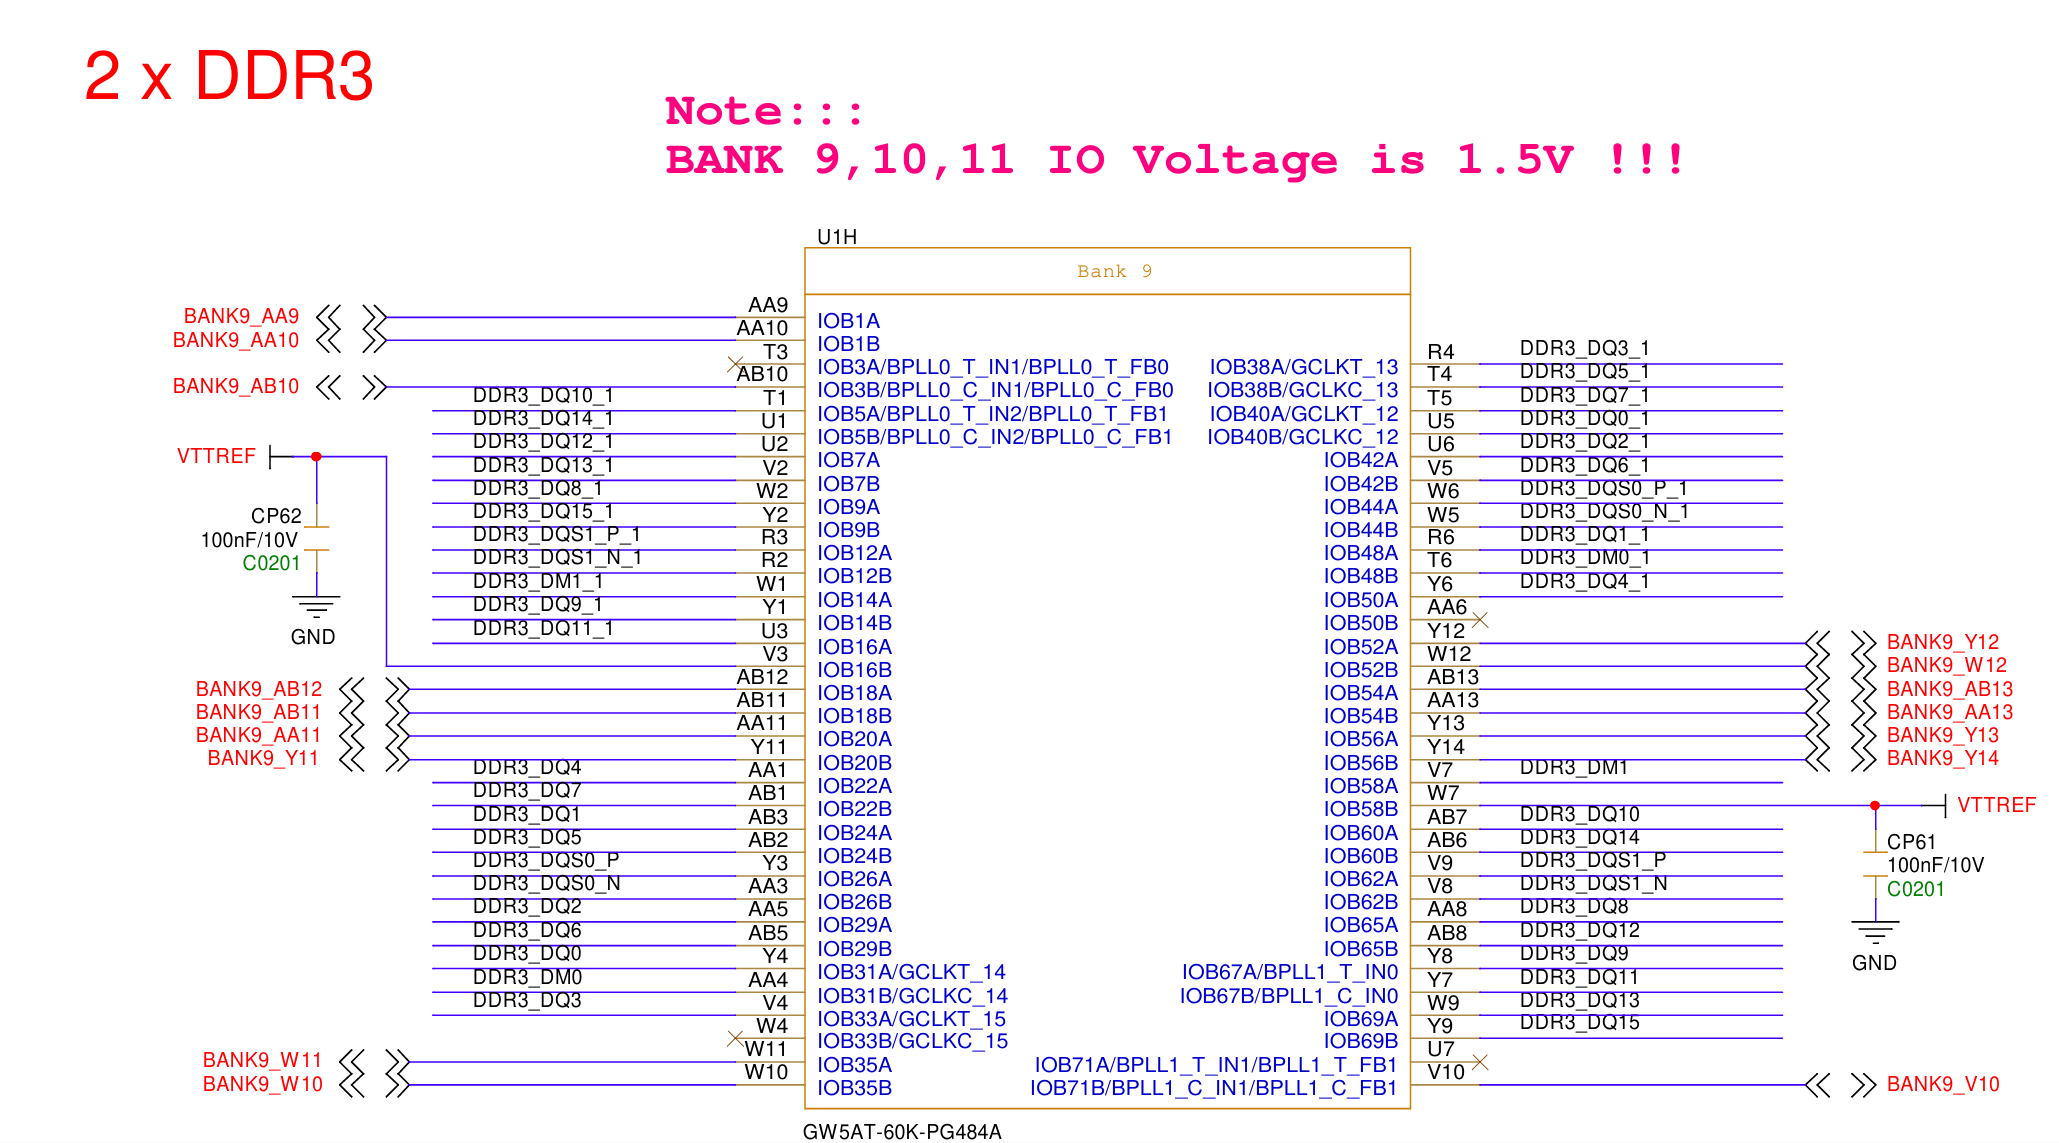 2 x DDR3
Note:::
BANK 9,10,11 IO Voltage is 1.5V !!!
U1H
Bank 9
BANK9_AA9 AA9 IOB1A
BANK9_AA10 AA10 IOB1B
T3 IOB3A/BPLL0_T_IN1/BPLL0_T_FB0 IOB38A/GCLKT_13 R4 DDR3_DQ3_1
BANK9_AB10 AB10 IOB3B/BPLL0_C_IN1/BPLL0_C_FB0 IOB38B/GCLKC_13 T4 DDR3_DQ5_1
DDR3_DQ10_1 T1 IOB5A/BPLL0_T_IN2/BPLL0_T_FB1 IOB40A/GCLKT_12 T5 DDR3_DQ7_1
DDR3_DQ14_1 U1 IOB5B/BPLL0_C_IN2/BPLL0_C_FB1 IOB40B/GCLKC_12 U5 DDR3_DQ0_1
VTTREF DDR3_DQ12_1 U2 IOB7A IOB42A U6 DDR3_DQ2_1
DDR3_DQ13_1 V2 IOB7B IOB42B V5 DDR3_DQ6_1
DDR3_DQ8_1 W2 IOB9A IOB44A W6 DDR3_DQS0_P_1
CP62 DDR3_DQ15_1 Y2 IOB9B IOB44B W5 DDR3_DQS0_N_1
100nF/10V DDR3_DQS1_P_1 R3 IOB12A IOB48A R6 DDR3_DQ1_1
C0201 DDR3_DQS1_N_1 R2 IOB12B IOB48B T6 DDR3_DM0_1
DDR3_DM1_1 W1 IOB14A IOB50A Y6 DDR3_DQ4_1
DDR3_DQ9_1 Y1 IOB14B IOB50B AA6
GND DDR3_DQ11_1 U3 IOB16A IOB52A Y12 BANK9_Y12
V3 IOB16B IOB52B W12 BANK9_W12
BANK9_AB12 AB12 IOB18A IOB54A AB13 BANK9_AB13
BANK9_AB11 AB11 IOB18B IOB54B AA13 BANK9_AA13
BANK9_AA11 AA11 IOB20A IOB56A Y13 BANK9_Y13
BANK9_Y11 Y11 IOB20B IOB56B Y14 BANK9_Y14
DDR3_DQ4 AA1 IOB22A IOB58A V7 DDR3_DM1
DDR3_DQ7 AB1 IOB22B IOB58B W7 VTTREF
DDR3_DQ1 AB3 IOB24A IOB60A AB7 DDR3_DQ10
DDR3_DQ5 AB2 IOB24B IOB60B AB6 DDR3_DQ14 CP61
DDR3_DQS0_P Y3 IOB26A IOB62A V9 DDR3_DQS1_P 100nF/10V
DDR3_DQS0_N AA3 IOB26B IOB62B V8 DDR3_DQS1_N C0201
DDR3_DQ2 AA5 IOB29A IOB65A AA8 DDR3_DQ8
DDR3_DQ6 AB5 IOB29B IOB65B AB8 DDR3_DQ12
DDR3_DQ0 Y4 IOB31A/GCLKT_14 IOB67A/BPLL1_T_IN0 Y8 DDR3_DQ9 GND
DDR3_DM0 AA4 IOB31B/GCLKC_14 IOB67B/BPLL1_C_IN0 Y7 DDR3_DQ11
DDR3_DQ3 V4 IOB33A/GCLKT_15 IOB69A W9 DDR3_DQ13
W4 IOB33B/GCLKC_15 IOB69B Y9 DDR3_DQ15
BANK9_W11 W11 IOB35A IOB71A/BPLL1_T_IN1/BPLL1_T_FB1 U7
BANK9_W10 W10 IOB35B IOB71B/BPLL1_C_IN1/BPLL1_C_FB1 V10 BANK9_V10
GW5AT-60K-PG484A